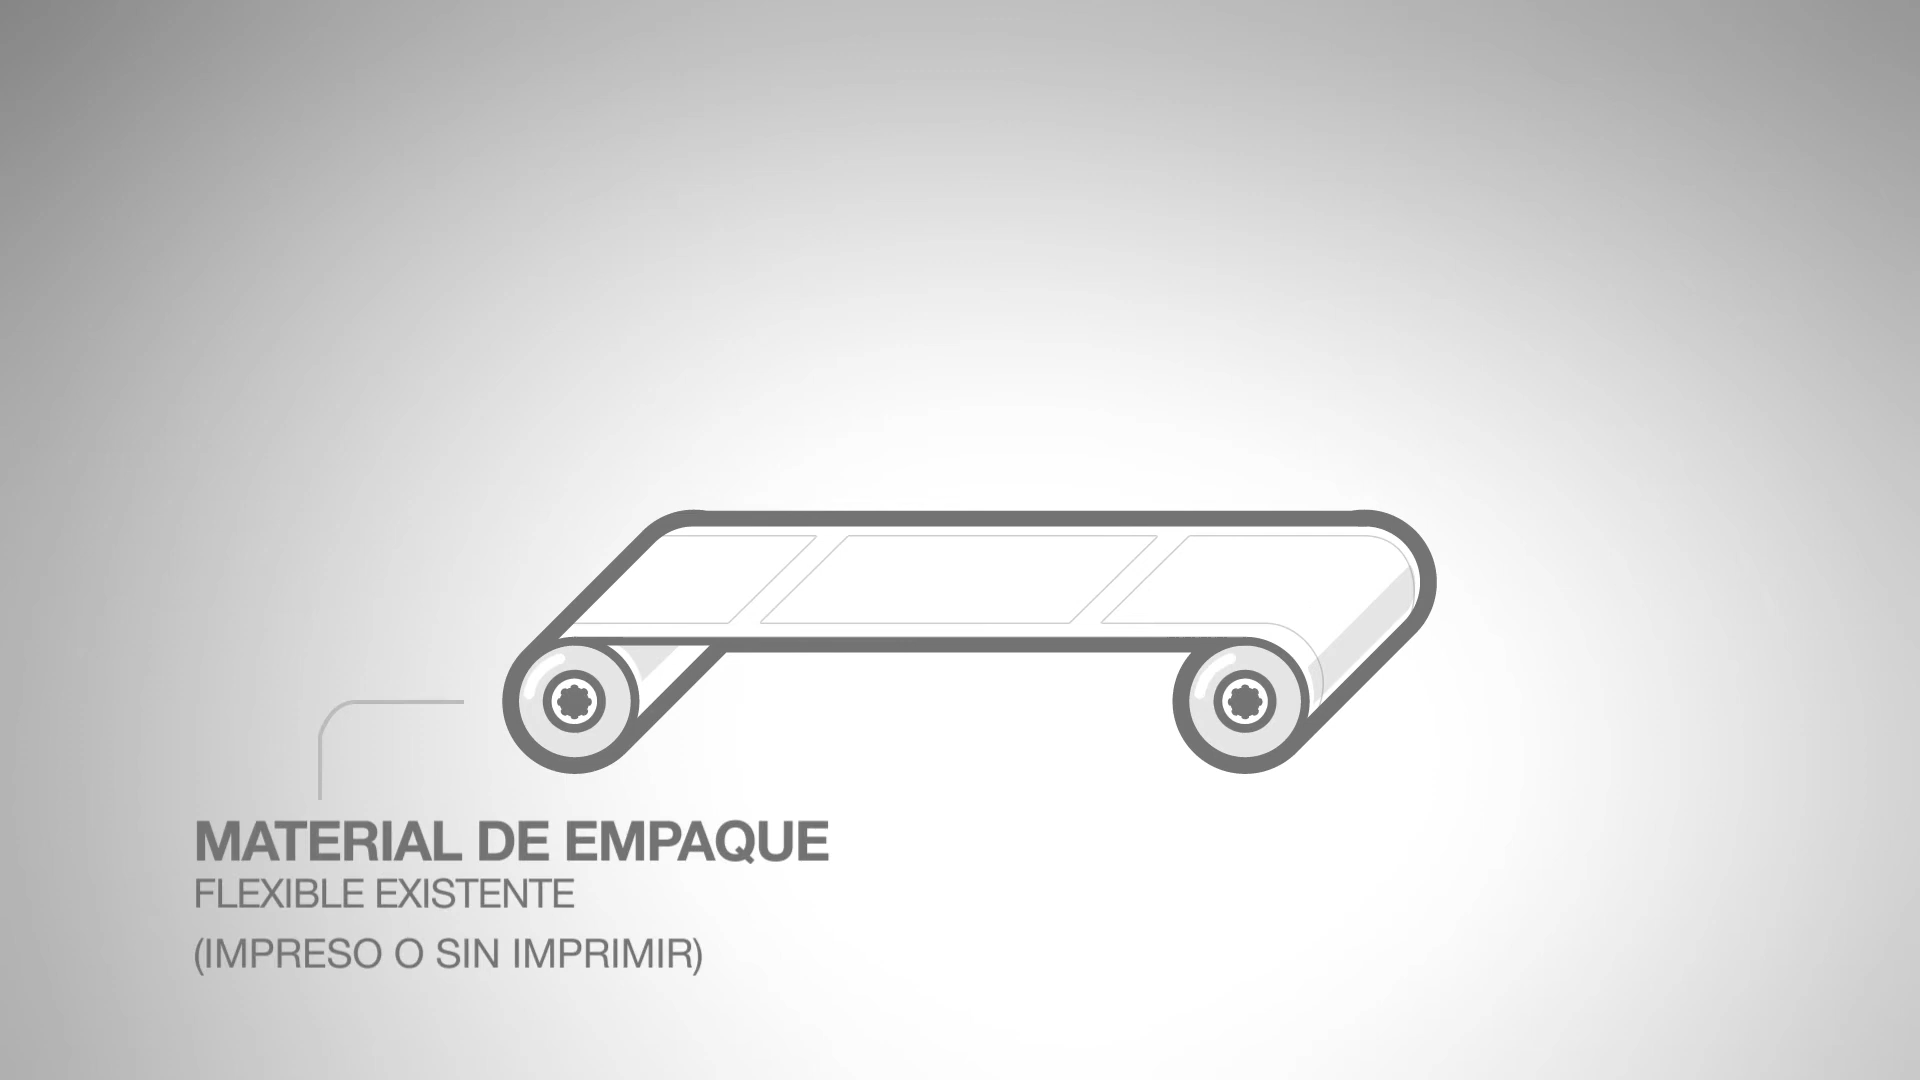 MATERIAL DE EMPAQUE
FLEXIBLE EXISTENTE
(IMPRESO O SIN IMPRIMIR)